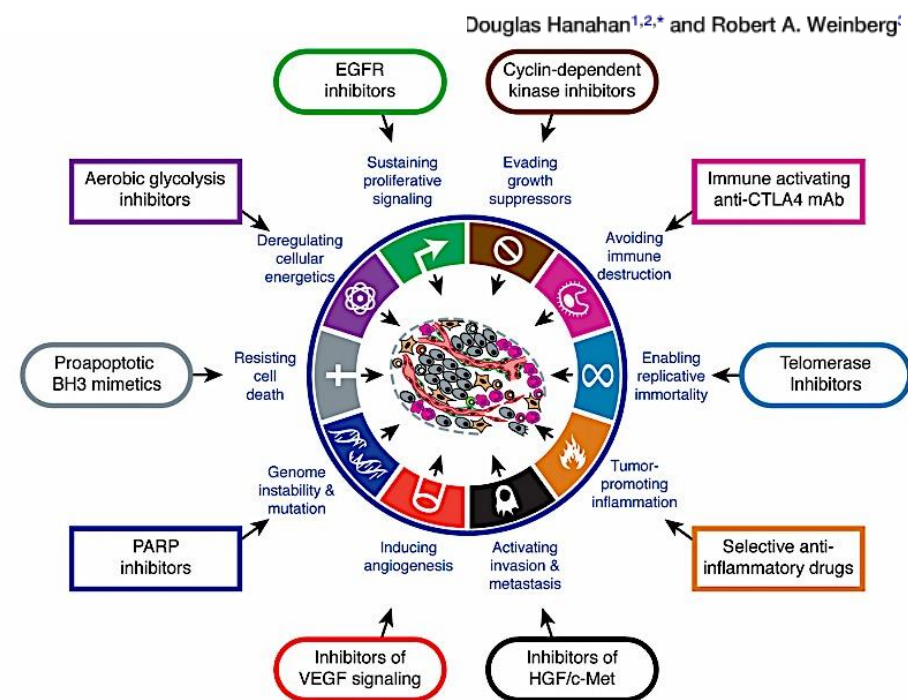 Douglas Hanahan1,2,* and Robert A. Weinberg
EGFR
inhibitors
Cyclin-dependent
kinase inhibitors
Sustaining
proliferative
signaling
Evading
growth
suppressors
Aerobic glycolysis
inhibitors
Immune activating
anti-CTLA4 mAb
Deregulating
cellular
energetics
Avoiding
immune
destruction
Proapoptotic
BH3 mimetics
Resisting
cell
death
Enabling
replicative
immortality
Telomerase
Inhibitors
Genome
instability &
mutation
Tumor-
promoting
inflammation
PARP
inhibitors
Inducing
angiogenesis
Activating
invasion &
metastasis
Selective anti-
inflammatory drugs
Inhibitors of
VEGF signaling
Inhibitors of
HGF/c-Met